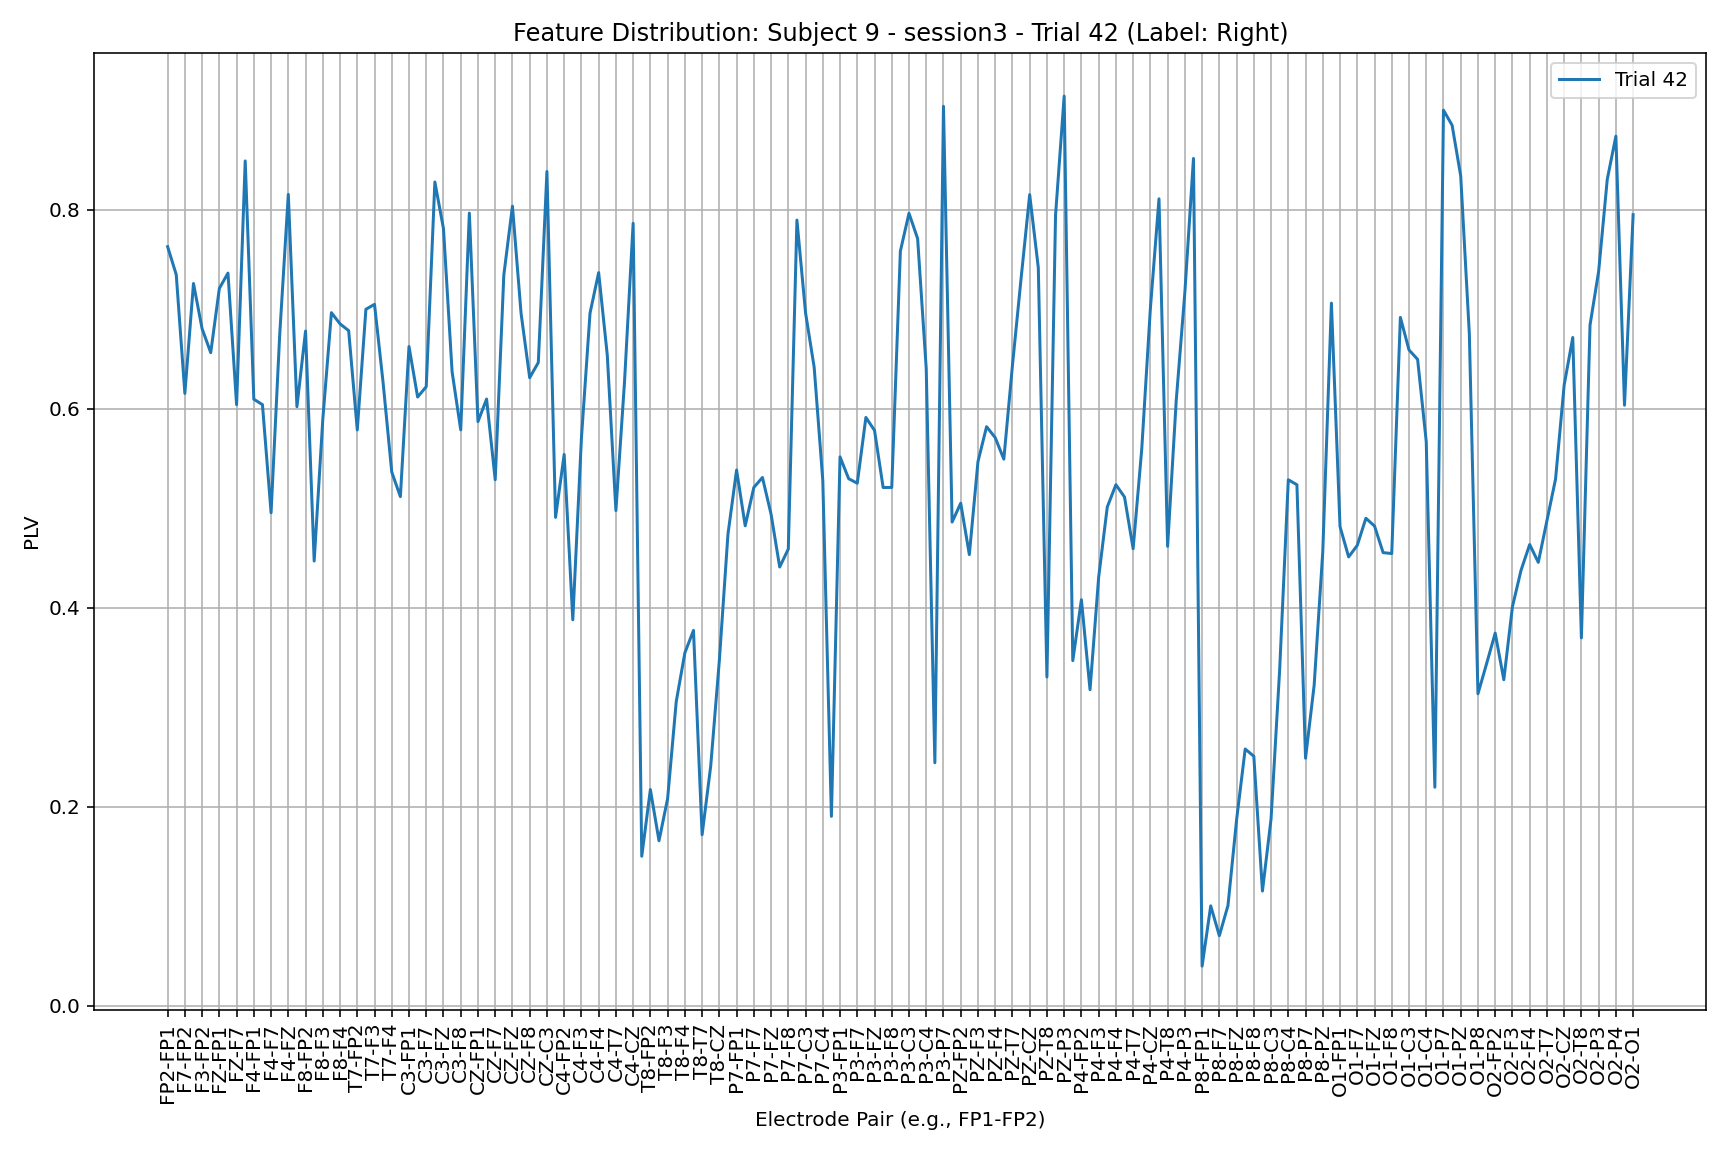 Feature Distribution: Subject 9 - session3 - Trial 42 (Label: Right)
Trial 42
PLV
0.8
0.6
0.4
0.2
0.0
FP2-FP1
F7-FP2
F3-FP2
FZ-FP1
FZ-F7
F4-FP1
F4-F7
F4-FZ
F8-FP2
F8-F3
F8-F4
T7-FP2
T7-F3
T7-F4
C3-FP1
C3-F7
C3-FZ
C3-F8
CZ-FP1
CZ-F7
CZ-FZ
CZ-F8
CZ-C3
C4-FP2
C4-F3
C4-F4
C4-T7
C4-CZ
T8-FP2
T8-F3
T8-F4
T8-T7
T8-CZ
P7-FP1
P7-F7
P7-FZ
P7-F8
P7-C3
P7-C4
P3-FP1
P3-F7
P3-FZ
P3-F8
P3-C3
P3-C4
P3-P7
PZ-FP2
PZ-F3
PZ-F4
PZ-T7
PZ-CZ
PZ-T8
PZ-P3
P4-FP2
P4-F3
P4-F4
P4-T7
P4-CZ
P4-T8
P4-P3
P8-FP1
P8-F7
P8-FZ
P8-F8
P8-C3
P8-C4
P8-P7
P8-PZ
O1-FP1
O1-F7
O1-FZ
O1-F8
O1-C3
O1-C4
O1-P7
O1-PZ
O1-P8
O2-FP2
O2-F3
O2-F4
O2-T7
O2-CZ
O2-T8
O2-P3
O2-P4
O2-O1
Electrode Pair (e.g., FP1-FP2)